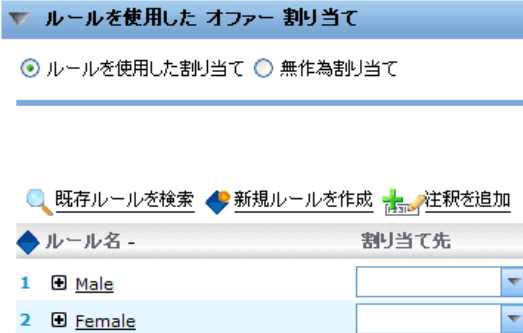 ルールを使用した オファー 割り当て
ルールを使用した割り当て 無作為割り当て
既存ルールを検索 新規ルールを作成 注釈を追加
ルール名 - 割り当て先
1 Male
2 Female